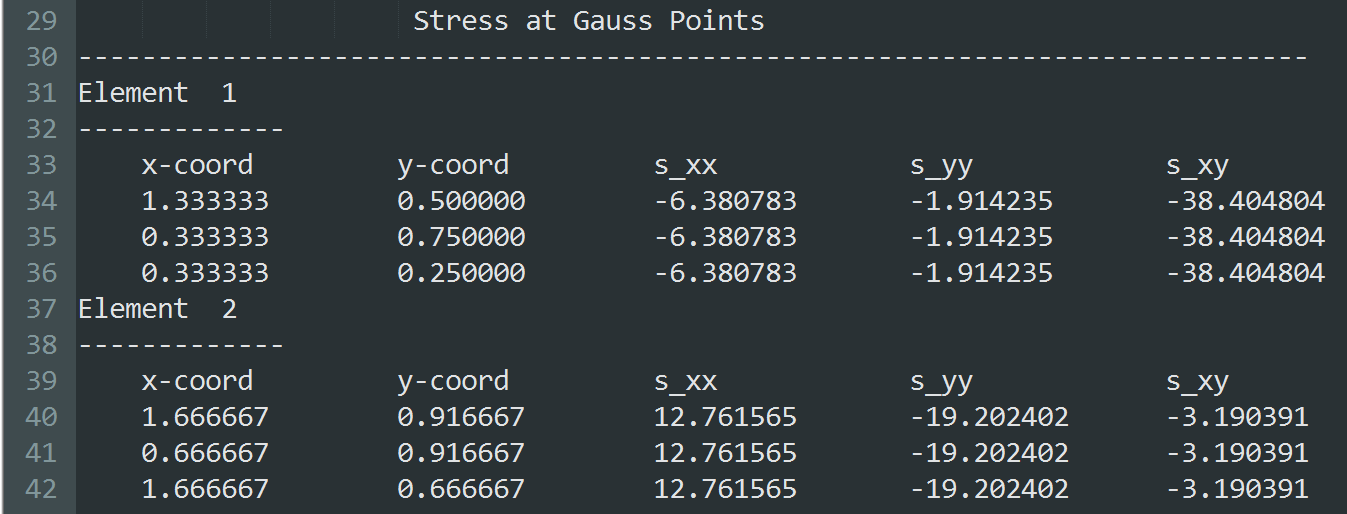 29                      Stress at Gauss Points
30 -----------------------------------------------------------------------------
31 Element  1
32 -------------
33     x-coord         y-coord         s_xx            s_yy            s_xy
34     1.333333        0.500000        -6.380783       -1.914235       -38.404804
35     0.333333        0.750000        -6.380783       -1.914235       -38.404804
36     0.333333        0.250000        -6.380783       -1.914235       -38.404804
37 Element  2
38 -------------
39     x-coord         y-coord         s_xx            s_yy            s_xy
40     1.666667        0.916667        12.761565       -19.202402      -3.190391
41     0.666667        0.916667        12.761565       -19.202402      -3.190391
42     1.666667        0.666667        12.761565       -19.202402      -3.190391